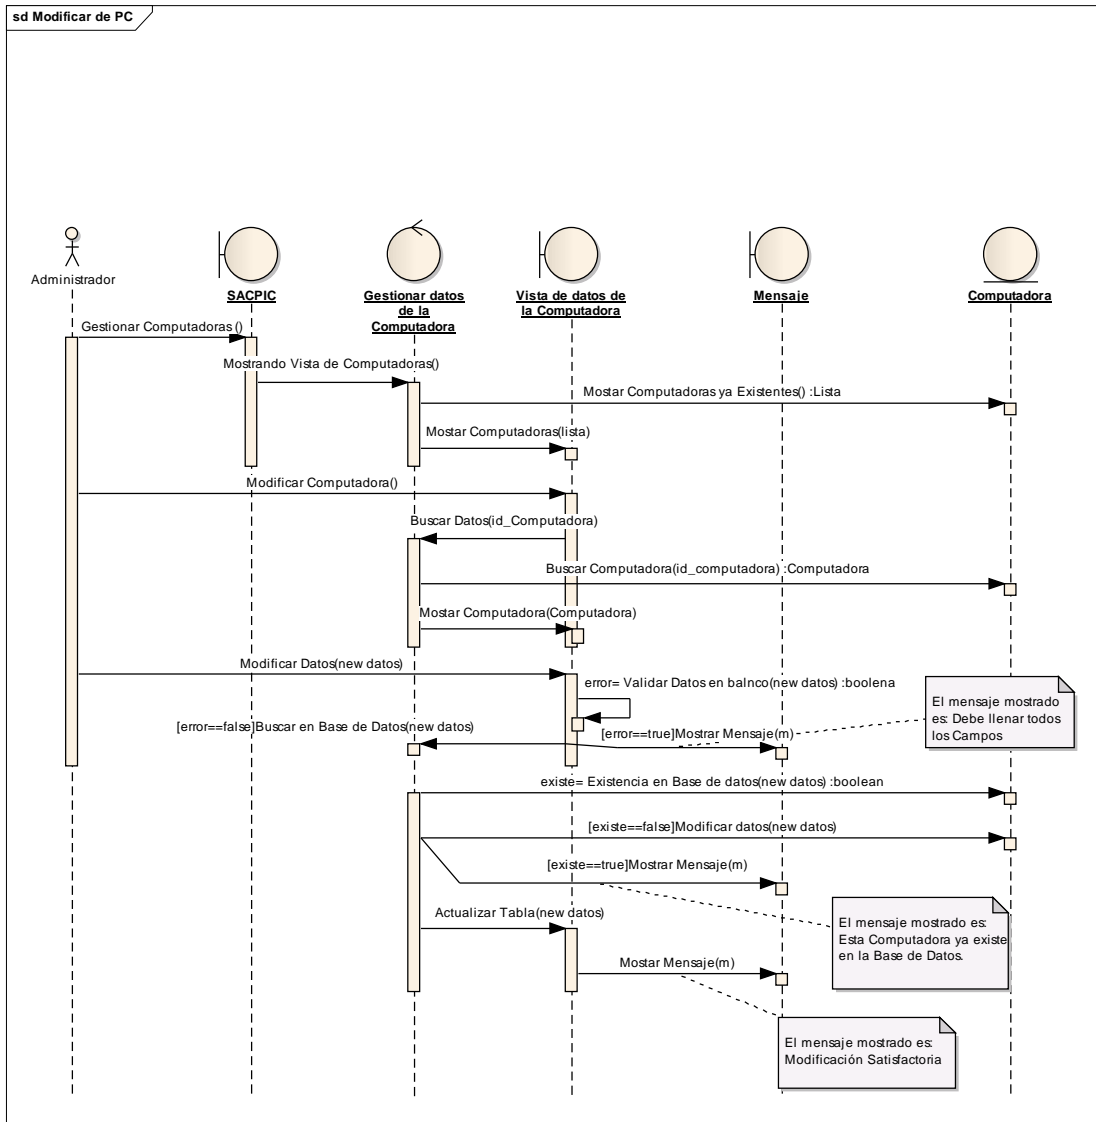 sd Modificar de PC
Administrador
SACPIC
Gestionar datos
de la
Computadora
Vista de datos de
la Computadora
Mensaje
Computadora
Gestionar Computadoras ()
Mostrando Vista de Computadoras()
Mostar Computadoras ya Existentes() :Lista
Mostar Computadoras(lista)
Modificar Computadora()
Buscar Datos(id_Computadora)
Buscar Computadora(id_computadora) :Computadora
Mostar Computadora(Computadora)
Modificar Datos(new datos)
error= Validar Datos en balnco(new datos) :boolena
El mensaje mostrado
es: Debe llenar todos
los Campos
[error==false]Buscar en Base de Datos(new datos)
[error==true]Mostrar Mensaje(m)
existe= Existencia en Base de datos(new datos) :boolean
[existe==false]Modificar datos(new datos)
[existe==true]Mostrar Mensaje(m)
El mensaje mostrado es:
Esta Computadora ya existe
en la Base de Datos.
Actualizar Tabla(new datos)
Mostar Mensaje(m)
El mensaje mostrado es:
Modificación Satisfactoria